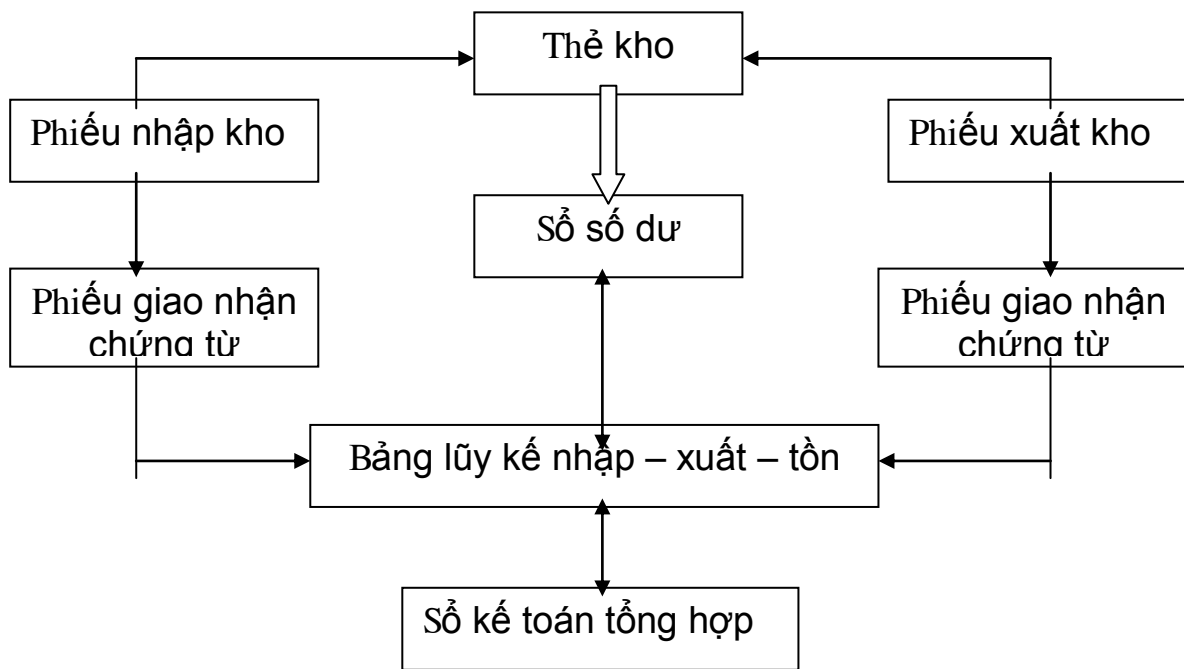 Thẻ kho
Phiếu nhập kho
Phiếu xuất kho
Sổ số dư
Phiếu giao nhận
chứng từ
Phiếu giao nhận
chứng từ
Bảng lũy kế nhập – xuất – tồn
Sổ kế toán tổng hợp